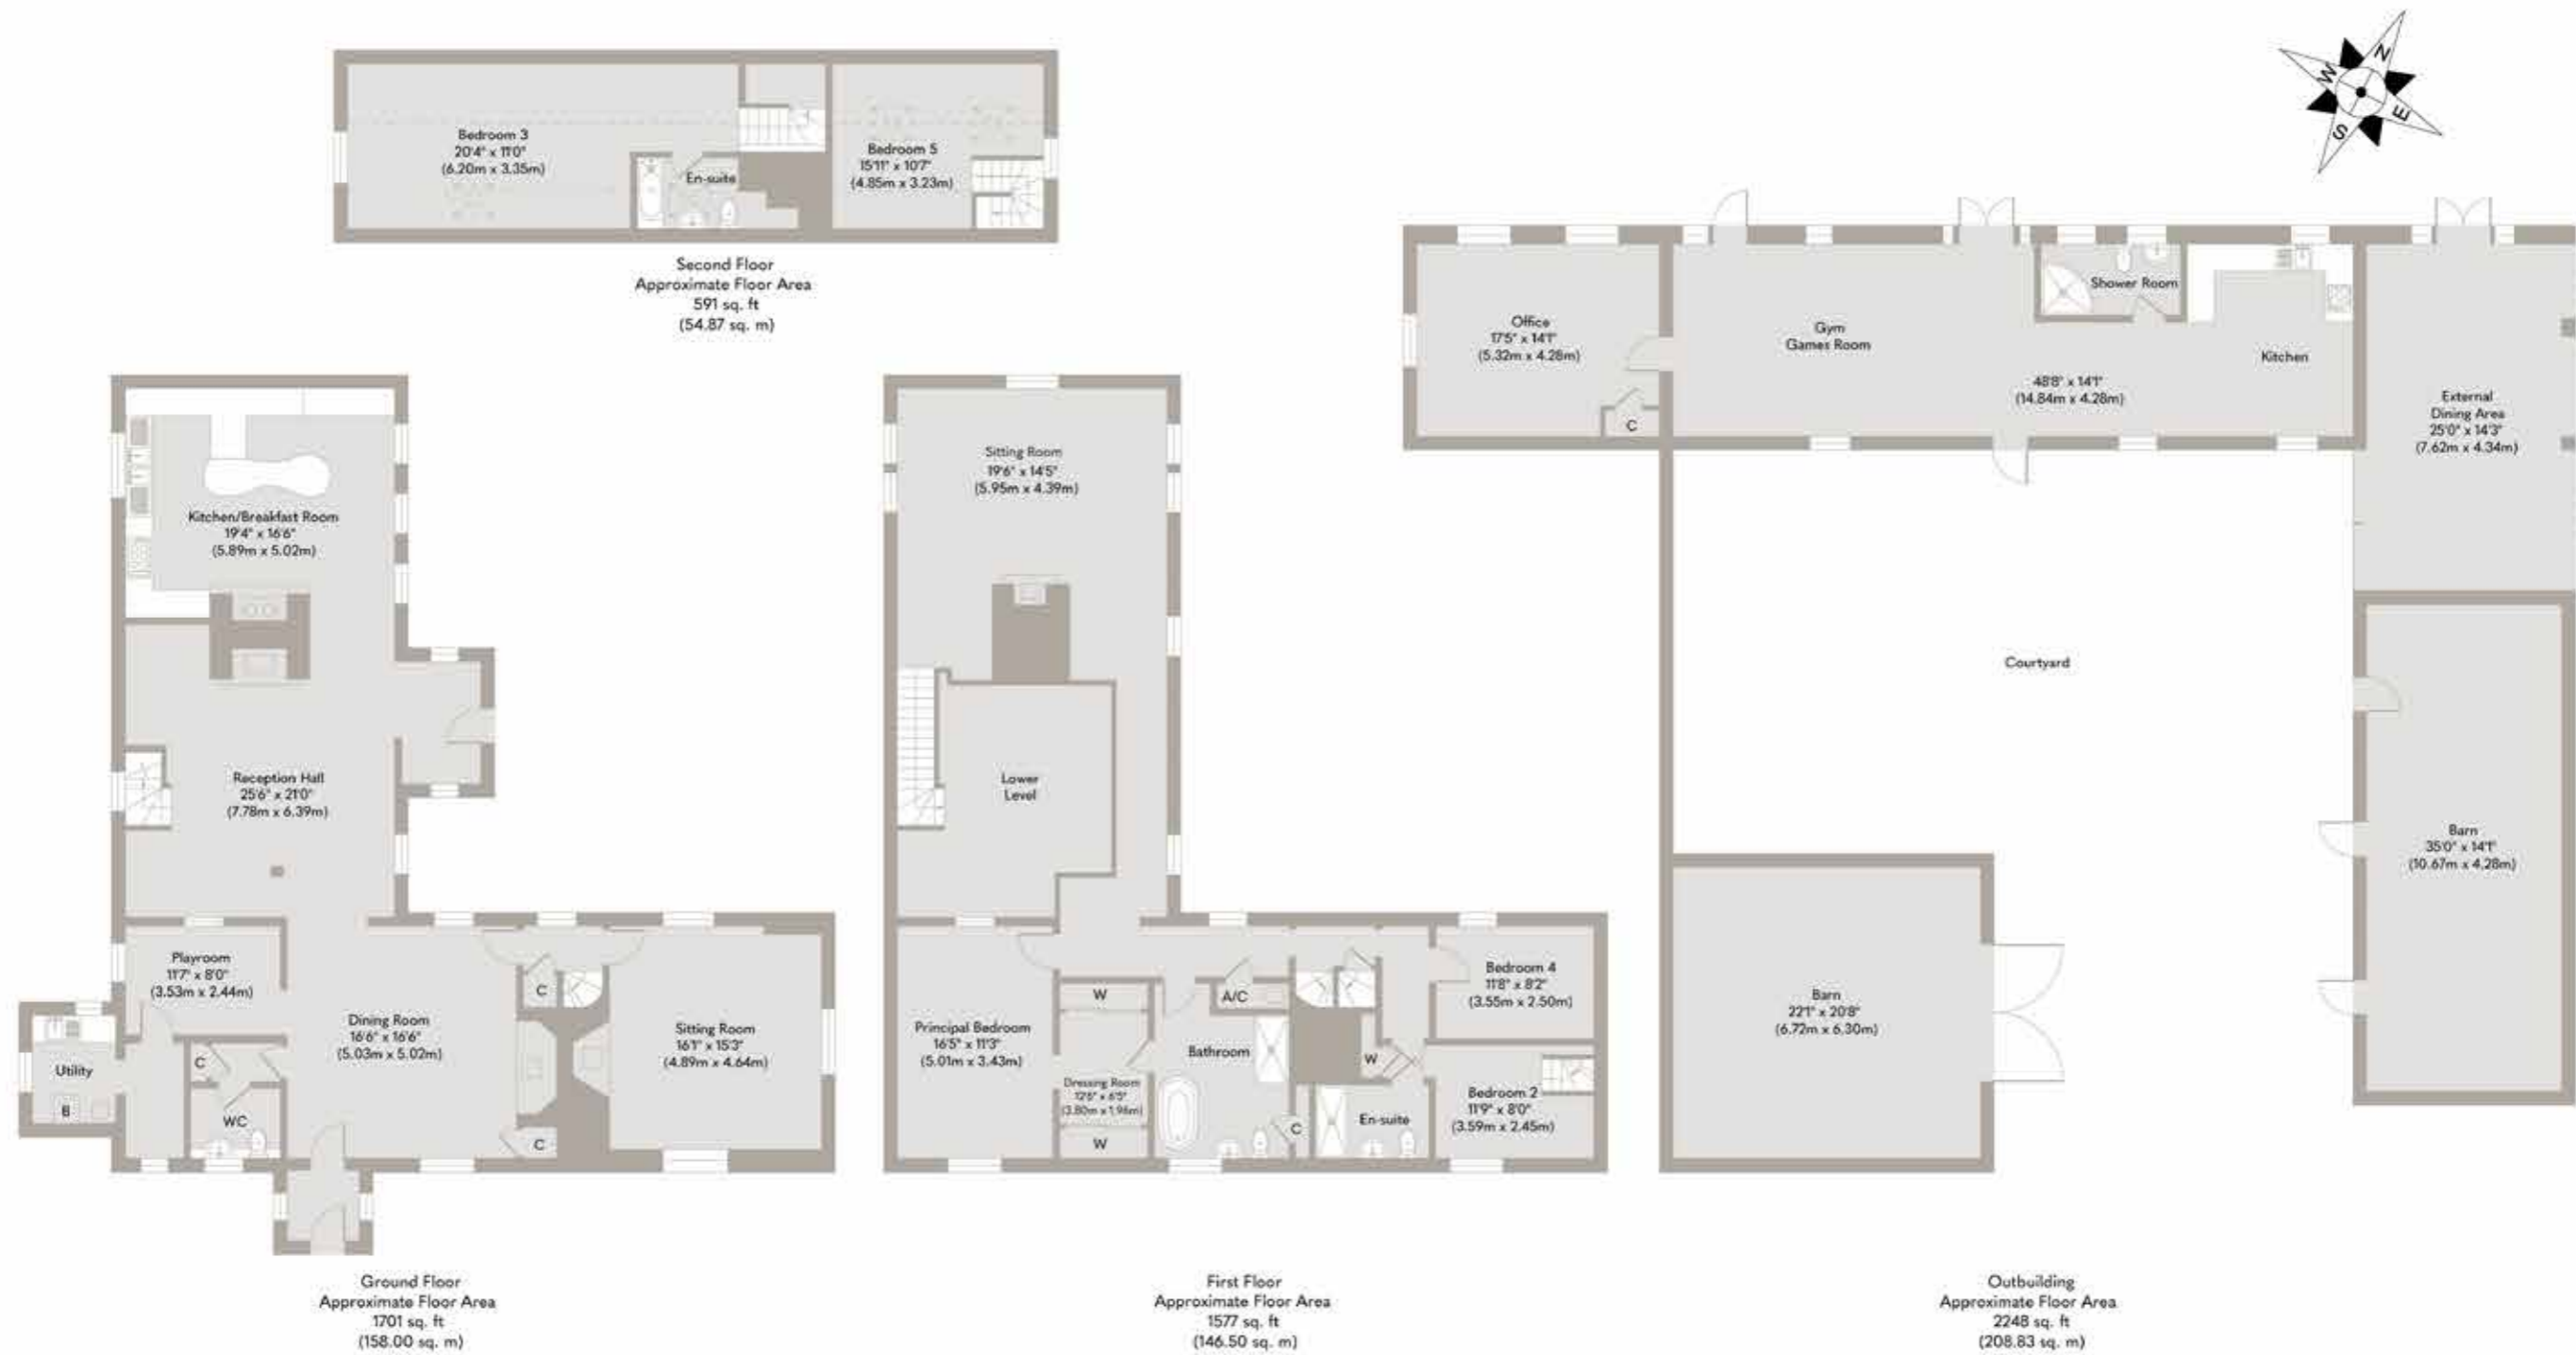 N
W
E
S
Bedroom 3
20'4" x 11'0"
(6.20m x 3.35m)
En-suite
Bedroom 5
15'11" x 10'7"
(4.85m x 3.23m)
Second Floor
Approximate Floor Area
591 sq. ft
(54.87 sq. m)
Kitchen/Breakfast Room
19'4" x 16'6"
(5.89m x 5.02m)
Reception Hall
25'6" x 21'0"
(7.78m x 6.39m)
Playroom
11'7" x 8'0"
(3.53m x 2.44m)
Utility
B
C
WC
Dining Room
16'6" x 16'6"
(5.03m x 5.02m)
C
C
Sitting Room
16'1" x 15'3"
(4.89m x 4.64m)
Ground Floor
Approximate Floor Area
1701 sq. ft
(158.00 sq. m)
Sitting Room
19'6" x 14'5"
(5.95m x 4.39m)
Lower
Level
Principal Bedroom
16'5" x 11'3"
(5.01m x 3.43m)
W
Dressing Room
12'6" x 6'5"
(3.80m x 1.96m)
W
A/C
Bathroom
C
W
En-suite
Bedroom 4
11'8" x 8'2"
(3.55m x 2.50m)
Bedroom 2
11'9" x 8'0"
(3.59m x 2.45m)
First Floor
Approximate Floor Area
1577 sq. ft
(146.50 sq. m)
Office
17'5" x 14'1"
(5.32m x 4.28m)
C
Gym
Games Room
Shower Room
Kitchen
48'8" x 14'1"
(14.84m x 4.28m)
External
Dining Area
25'0" x 14'3"
(7.62m x 4.34m)
Courtyard
Barn
35'0" x 14'1"
(10.67m x 4.28m)
Barn
22'1" x 20'8"
(6.72m x 6.30m)
Outbuilding
Approximate Floor Area
2248 sq. ft
(208.83 sq. m)